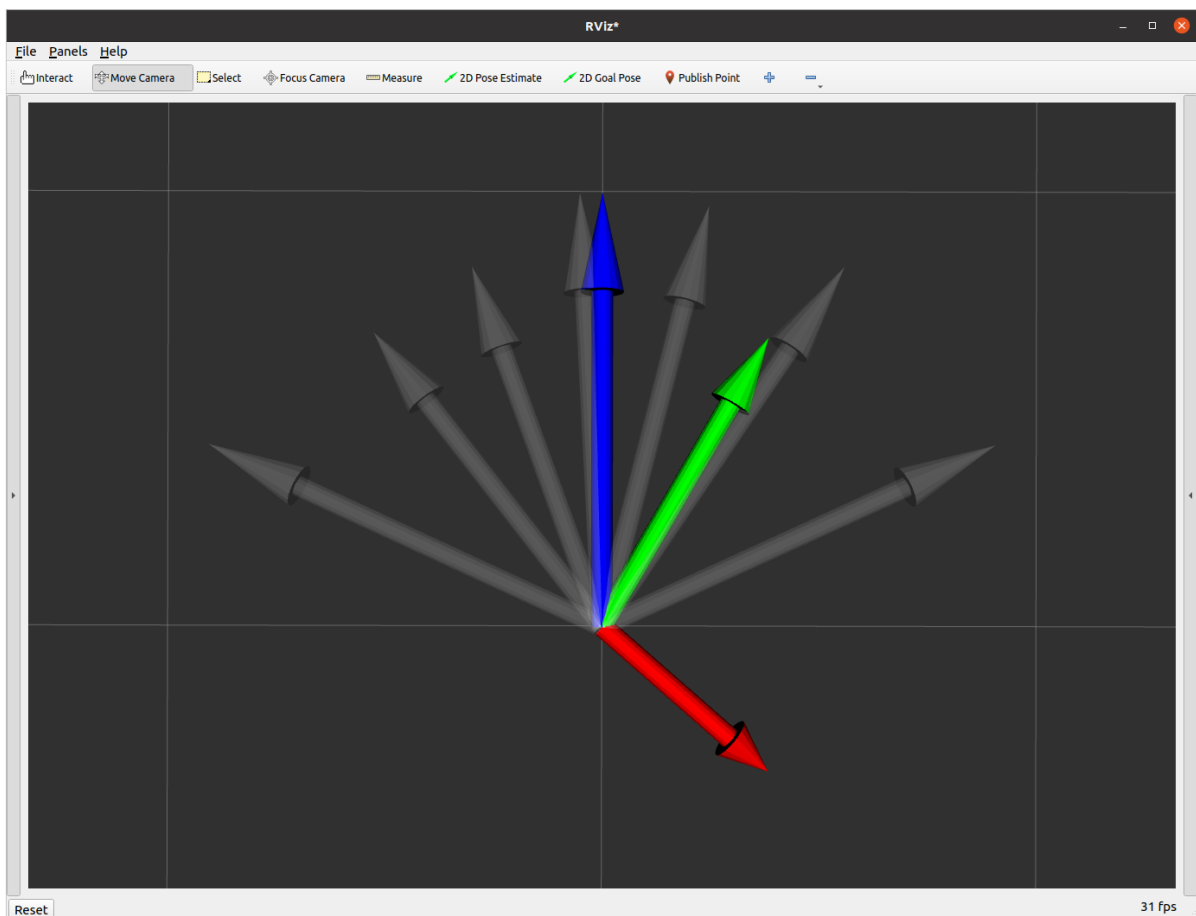 RViz*
File Panels Help
Interact Move Camera Select Focus Camera Measure 2D Pose Estimate 2D Goal Pose Publish Point
Reset 31 fps